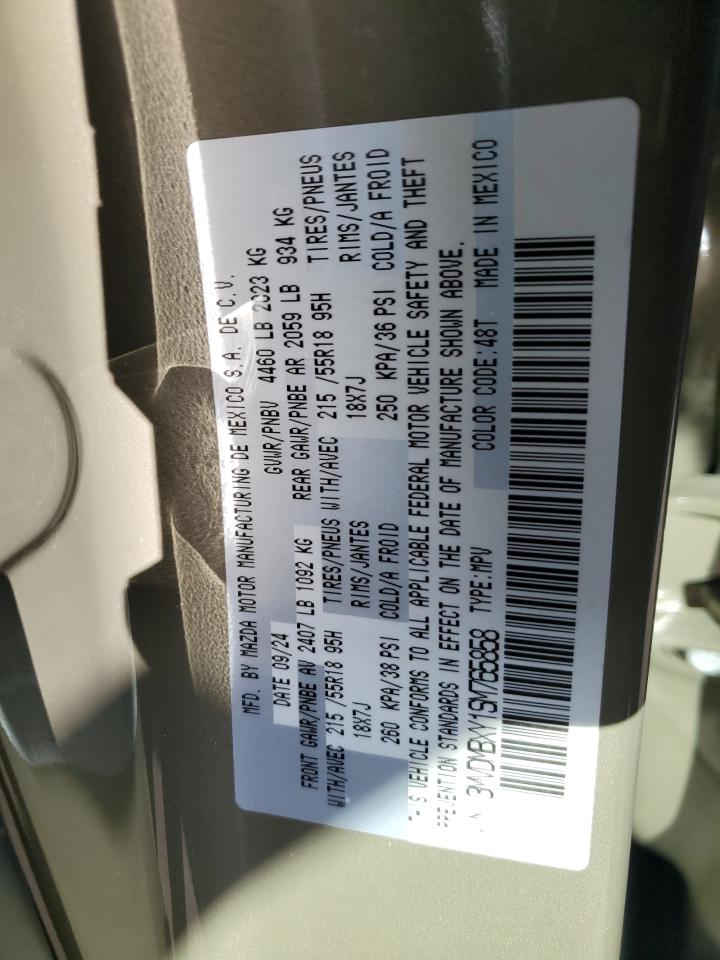 MFD. BY MAZDA MOTOR MANUFACTURING DE MEXICO S.A. DE C.V.
DATE 09/24 GVWR/PNBV 4460 LB 2023 KG
FRONT GAWR/PNBE AV 2407 LB 1092 KG REAR GAWR/PNBE AR 2059 LB 934 KG
WITH/AVEC 215 /55R18 95H TIRES/PNEUS WITH/AVEC 215 /55R18 95H TIRES/PNEUS
18X7J RIMS/JANTES 18X7J RIMS/JANTES
260 KPA/38 PSI COLD/A FROID 250 KPA/36 PSI COLD/A FROID
VEHICLE CONFORMS TO ALL APPLICABLE FEDERAL MOTOR VEHICLE SAFETY AND THEFT
STANDARDS IN EFFECT ON THE DATE OF MANUFACTURE SHOWN ABOVE.
TYPE:MPV COLOR CODE:48T MADE IN MEXICO